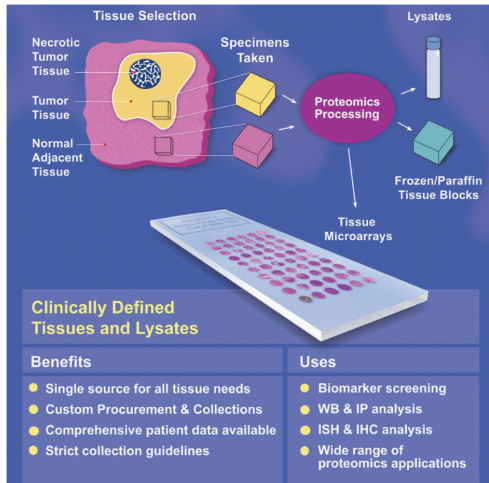 Tissue Selection
Lysates
Necrotic
Tumor
Tissue
Specimens
Taken
Tumor
Tissue
Proteomics
Processing
Normal
Adjacent
Tissue
Frozen/Paraffin
Tissue Blocks
Tissue
Microarrays
Clinically Defined
Tissues and Lysates
Benefits
Single source for all tissue needs
Custom Procurement & Collections
Comprehensive patient data available
Strict collection guidelines
Uses
Biomarker screening
WB & IP analysis
ISH & IHC analysis
Wide range of
proteomics applications